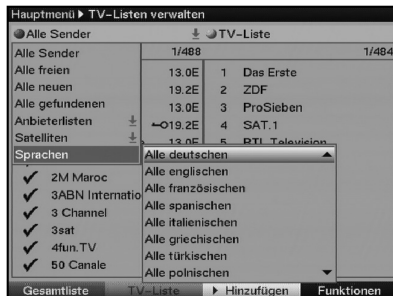 Hauptmenü ▶ TV-Listen verwalten
Alle Sender TV-Liste
Alle Sender 1/488 1/484
Alle freien 13.0E 1 Das Erste
Alle neuen 19.2E 2 ZDF
Alle gefundenen 13.0E 3 ProSieben
Anbieterlisten 19.2E 4 SAT.1
Satelliten 13.0E 5 RTL Television
Sprachen Alle deutschen
Alle englischen
2M Maroc Alle französischen
3ABN Internatio Alle spanischen
3 Channel Alle italienischen
3sat Alle griechischen
4fun.TV Alle türkischen
50 Canale Alle polnischen
Gesamtliste TV-Liste ▶ Hinzufügen Funktionen